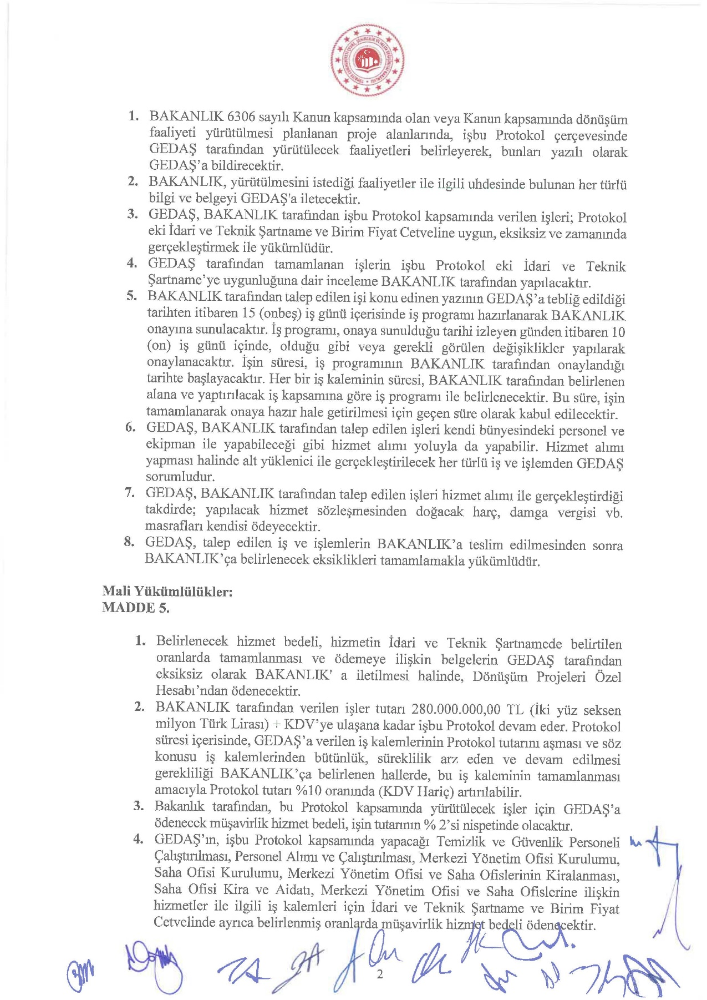 1. BAKANLIK 6306 sayılı Kanun kapsamında olan veya Kanun kapsamında dönüşüm
faaliyeti yürütülmesi planlanan proje alanlarında, işbu Protokol çerçevesinde
GEDAŞ tarafından yürütülecek faaliyetleri belirleyerek, bunları yazılı olarak
GEDAŞ'a bildirecektir.
2. BAKANLIK, yürütülmesini istediği faaliyetler ile ilgili uhdesinde bulunan her türlü
bilgi ve belgeyi GEDAŞ'a iletecektir.
3. GEDAŞ, BAKANLIK tarafından işbu Protokol kapsamında verilen işleri; Protokol
eki İdari ve Teknik Şartname ve Birim Fiyat Cetveline uygun, eksiksiz ve zamanında
gerçekleştirmek ile yükümlüdür.
4. GEDAŞ tarafından tamamlanan işlerin işbu Protokol eki İdari ve Teknik
Şartname'ye uygunluğuna dair inceleme BAKANLIK tarafından yapılacaktır.
5. BAKANLIK tarafından talep edilen işi konu edinen yazının GEDAŞ'a tebliğ edildiği
tarihten itibaren 15 (onbeş) iş günü içerisinde iş programı hazırlanarak BAKANLIK
onayına sunulacaktır. İş programı, onaya sunulduğu tarihi izleyen günden itibaren 10
(on) iş günü içinde, olduğu gibi veya gerekli görülen değişiklikler yapılarak
onaylanacaktır. İşin süresi, iş programının BAKANLIK tarafından onaylandığı
tarihte başlayacaktır. Her bir iş kaleminin süresi, BAKANLIK tarafından belirlenen
alana ve yaptırılacak iş kapsamına göre iş programı ile belirlenecektir. Bu süre, işin
tamamlanarak onaya hazır hale getirilmesi için geçen süre olarak kabul edilecektir.
6. GEDAŞ, BAKANLIK tarafından talep edilen işleri kendi bünyesindeki personel ve
ekipman ile yapabileceği gibi hizmet alımı yoluyla da yapabilir. Hizmet alımı
yapması halinde alt yüklenici ile gerçekleştirilecek her türlü iş ve işlemden GEDAŞ
sorumludur.
7. GEDAŞ, BAKANLIK tarafından talep edilen işleri hizmet alımı ile gerçekleştirdiği
takdirde; yapılacak hizmet sözleşmesinden doğacak harç, damga vergisi vb.
masrafları kendisi ödeyecektir.
8. GEDAŞ, talep edilen iş ve işlemlerin BAKANLIK'a teslim edilmesinden sonra
BAKANLIK'ça belirlenecek eksiklikleri tamamlamakla yükümlüdür.
Mali Yükümlülükler:
MADDE 5.
1. Belirlenecek hizmet bedeli, hizmetin İdari ve Teknik Şartnamede belirtilen
oranlarda tamamlanması ve ödemeye ilişkin belgelerin GEDAŞ tarafından
eksiksiz olarak BAKANLIK' a iletilmesi halinde, Dönüşüm Projeleri Özel
Hesabı'ndan ödenecektir.
2. BAKANLIK tarafından verilen işler tutarı 280.000.000,00 TL (İki yüz seksen
milyon Türk Lirası) + KDV'ye ulaşana kadar işbu Protokol devam eder. Protokol
süresi içerisinde, GEDAŞ'a verilen iş kalemlerinin Protokol tutarını aşması ve söz
konusu iş kalemlerinden bütünlük, süreklilik arz eden ve devam edilmesi
gerekliliği BAKANLIK'ça belirlenen hallerde, bu iş kaleminin tamamlanması
amacıyla Protokol tutarı %10 oranında (KDV Hariç) artırılabilir.
3. Bakanlık tarafından, bu Protokol kapsamında yürütülecek işler için GEDAŞ'a
ödenecek müşavirlik hizmet bedeli, işin tutarının % 2'si nispetinde olacaktır.
4. GEDAŞ'ın, işbu Protokol kapsamında yapacağı Temizlik ve Güvenlik Personeli
Çalıştırılması, Personel Alımı ve Çalıştırılması, Merkezi Yönetim Ofisi Kurulumu,
Saha Ofisi Kurulumu, Merkezi Yönetim Ofisi ve Saha Ofislerinin Kiralanması,
Saha Ofisi Kira ve Aidatı, Merkezi Yönetim Ofisi ve Saha Ofislerine ilişkin
hizmetler ile ilgili iş kalemleri için İdari ve Teknik Şartname ve Birim Fiyat
Cetvelinde ayrıca belirlenmiş oranlarda müşavirlik hizmet bedeli ödenecektir.
2